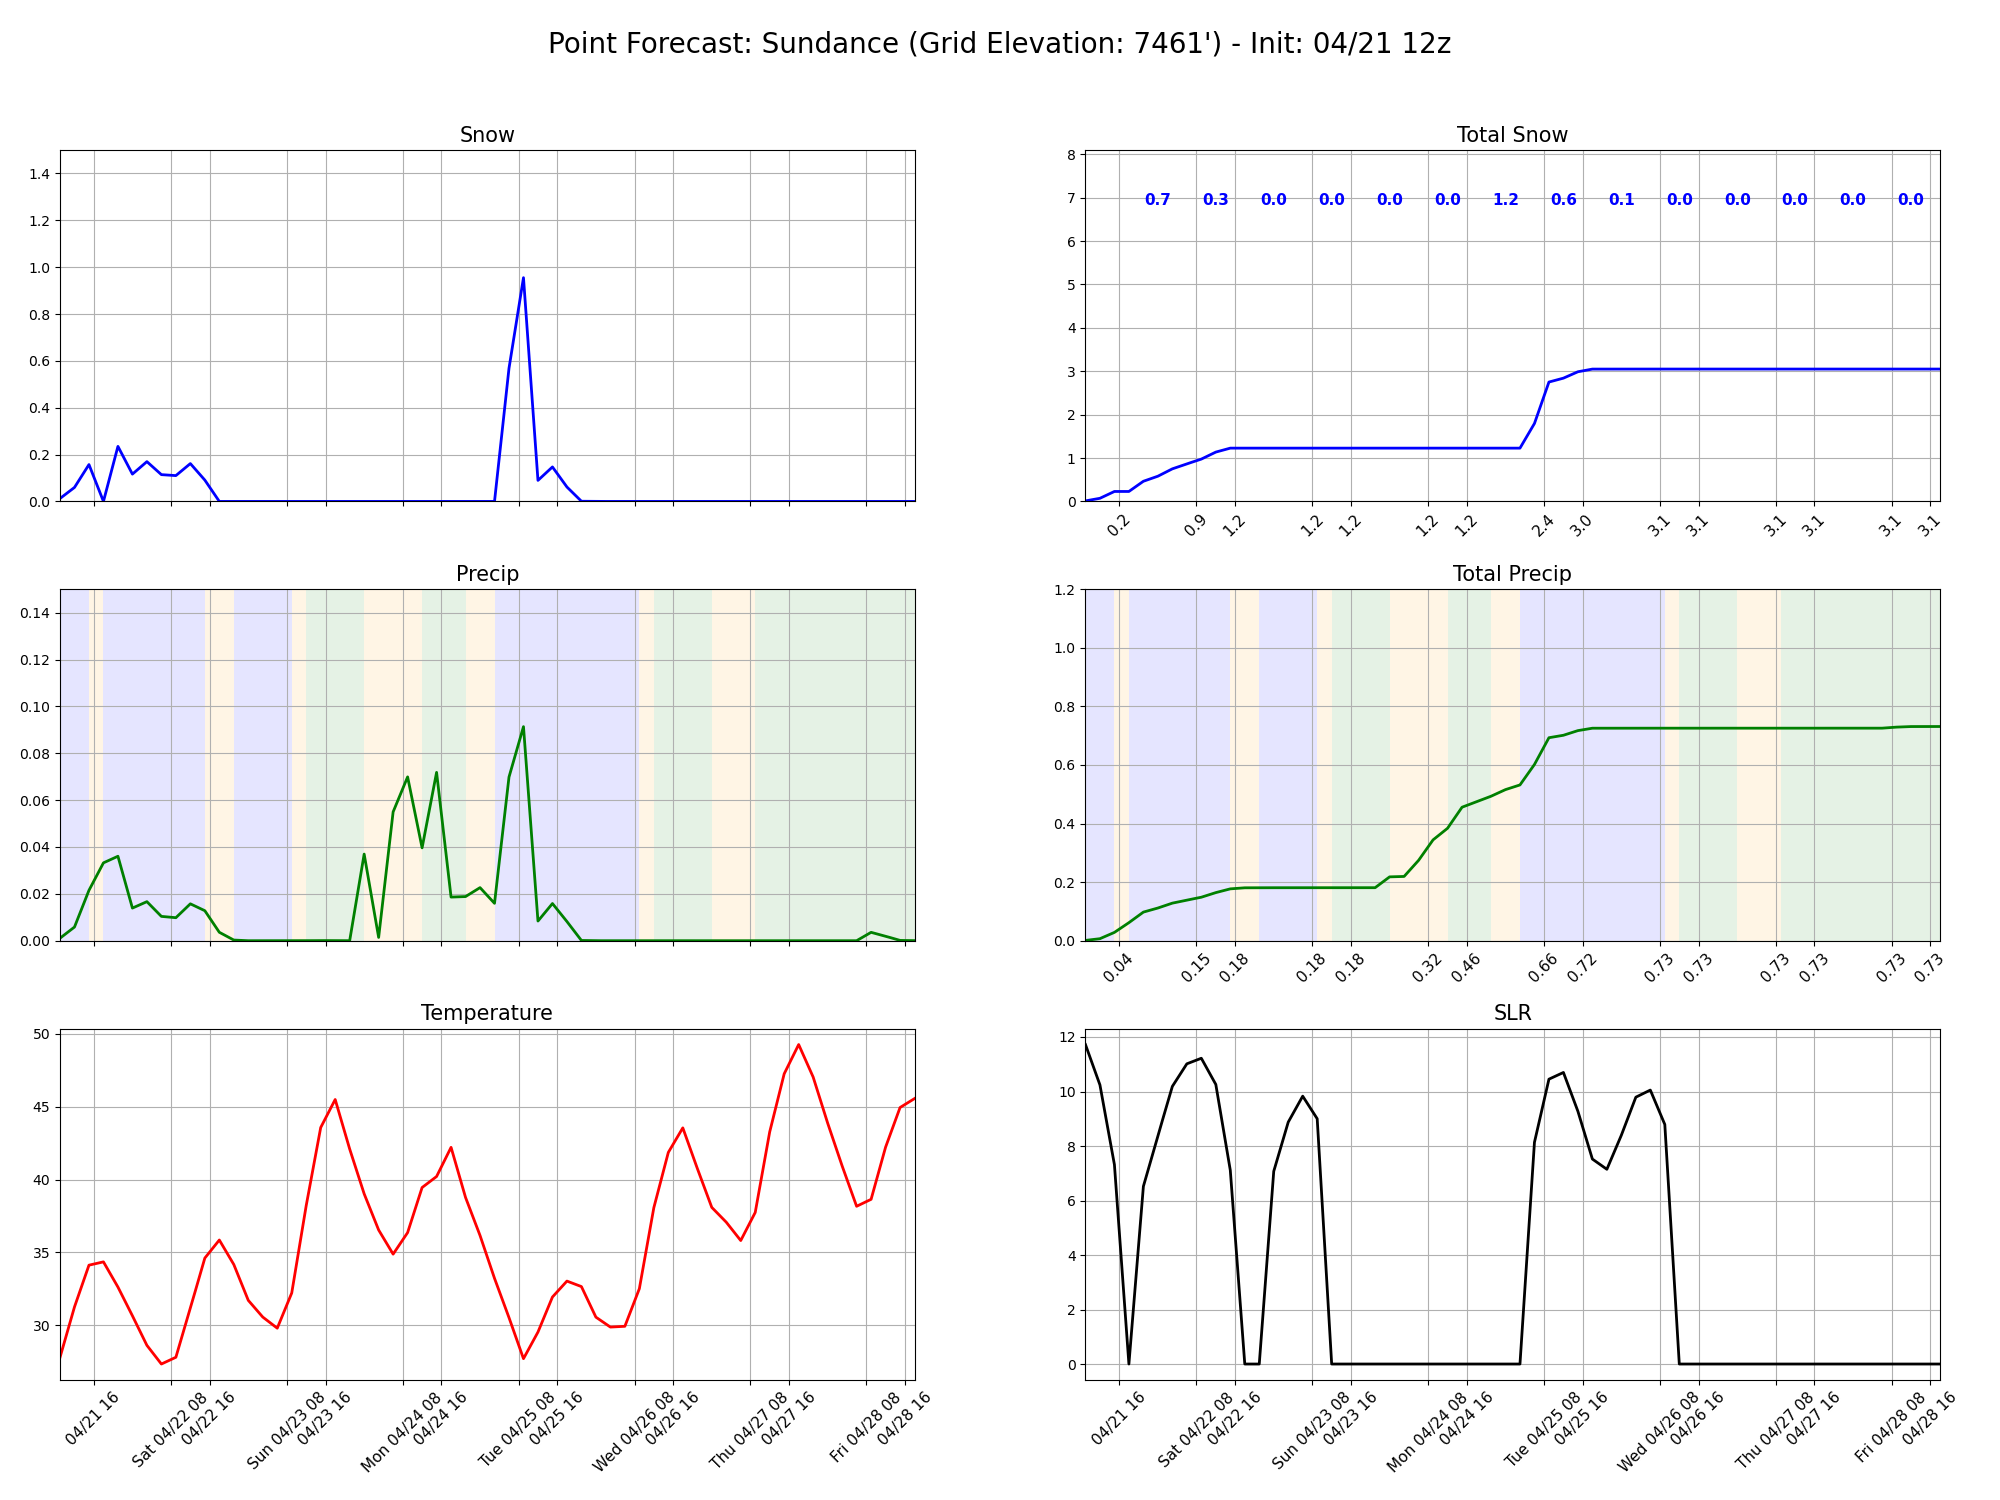 Point Forecast: Sundance (Grid Elevation: 7461') - Init: 04/21 12z
Snow
1.4
1.2
1.0
0.8
0.6
0.4
0.2
0.0
Total Snow
8
7
6
5
4
3
2
1
0
0.7 0.3 0.0 0.0 0.0 0.0 1.2 0.6 0.1 0.0 0.0 0.0 0.0 0.0
0.2 0.9 1.2 1.2 1.2 1.2 1.2 2.4 3.0 3.1 3.1 3.1 3.1 3.1 3.1
Precip
0.14
0.12
0.10
0.08
0.06
0.04
0.02
0.00
Total Precip
1.2
1.0
0.8
0.6
0.4
0.2
0.0
0.04 0.15 0.18 0.18 0.18 0.32 0.46 0.66 0.72 0.73 0.73 0.73 0.73 0.73 0.73
Temperature
50
45
40
35
30
04/21 16
Sat 04/22 08
04/22 16
Sun 04/23 08
04/23 16
Mon 04/24 08
04/24 16
Tue 04/25 08
04/25 16
Wed 04/26 08
04/26 16
Thu 04/27 08
04/27 16
Fri 04/28 08
04/28 16
SLR
12
10
8
6
4
2
0
04/21 16
Sat 04/22 08
04/22 16
Sun 04/23 08
04/23 16
Mon 04/24 08
04/24 16
Tue 04/25 08
04/25 16
Wed 04/26 08
04/26 16
Thu 04/27 08
04/27 16
Fri 04/28 08
04/28 16